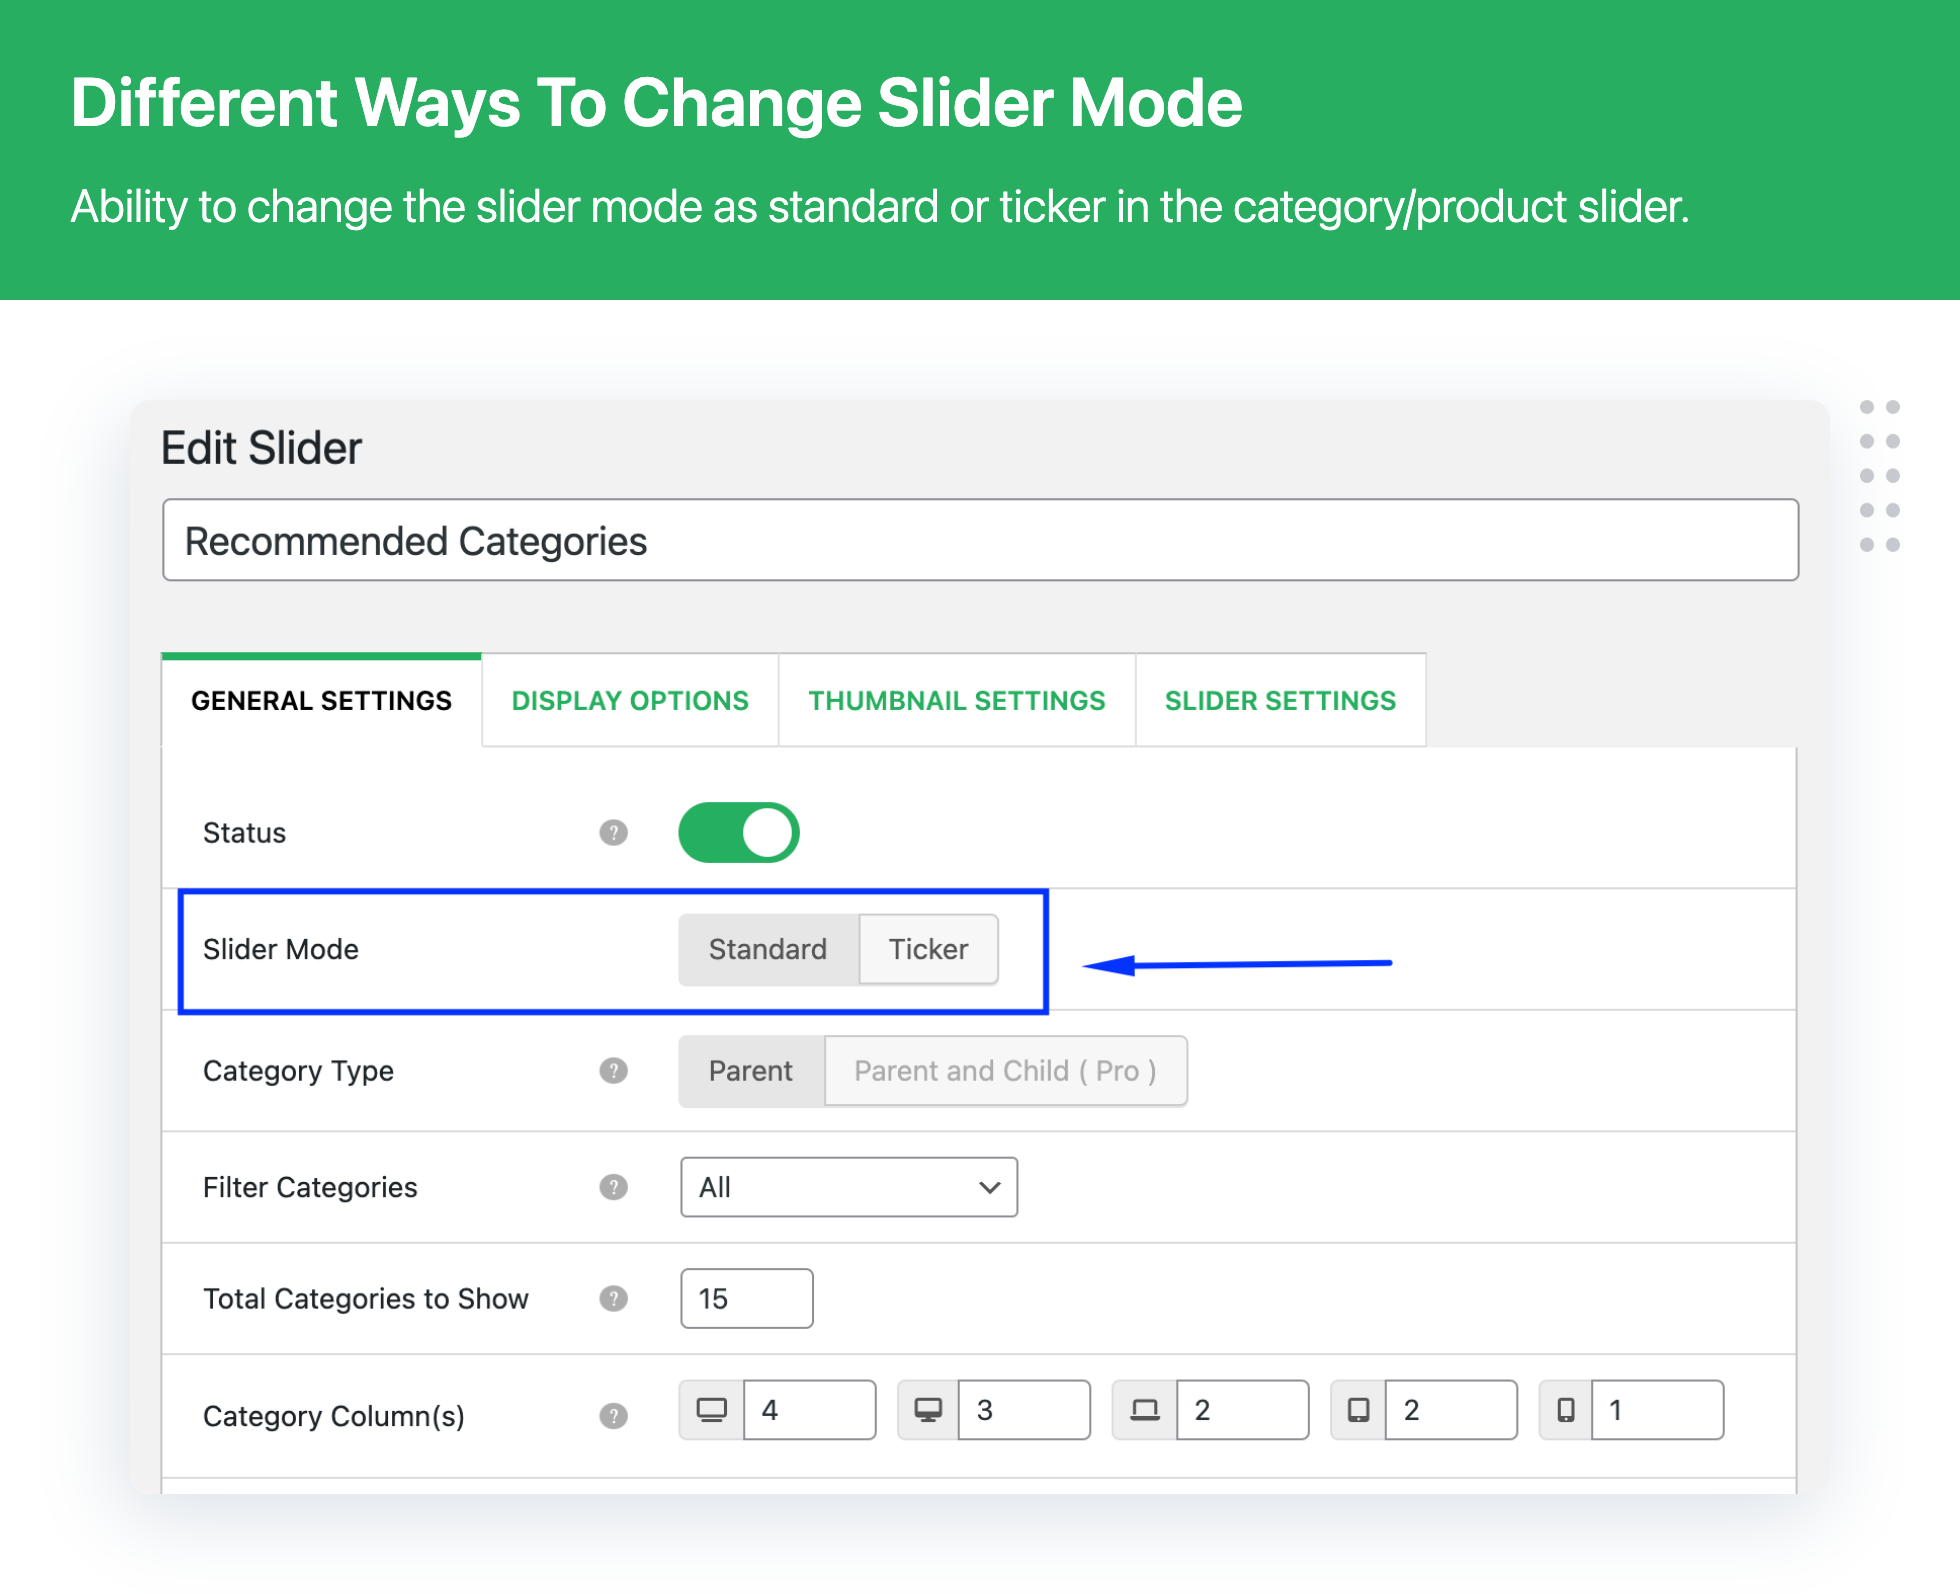 Different Ways To Change Slider Mode
Ability to change the slider mode as standard or ticker in the category/product slider.
Edit Slider
Recommended Categories
GENERAL SETTINGS DISPLAY OPTIONS THUMBNAIL SETTINGS SLIDER SETTINGS
Status ?
Slider Mode Standard Ticker
Category Type ? Parent Parent and Child ( Pro )
Filter Categories ? All
Total Categories to Show ? 15
Category Column(s) ? 4 3 2 2 1